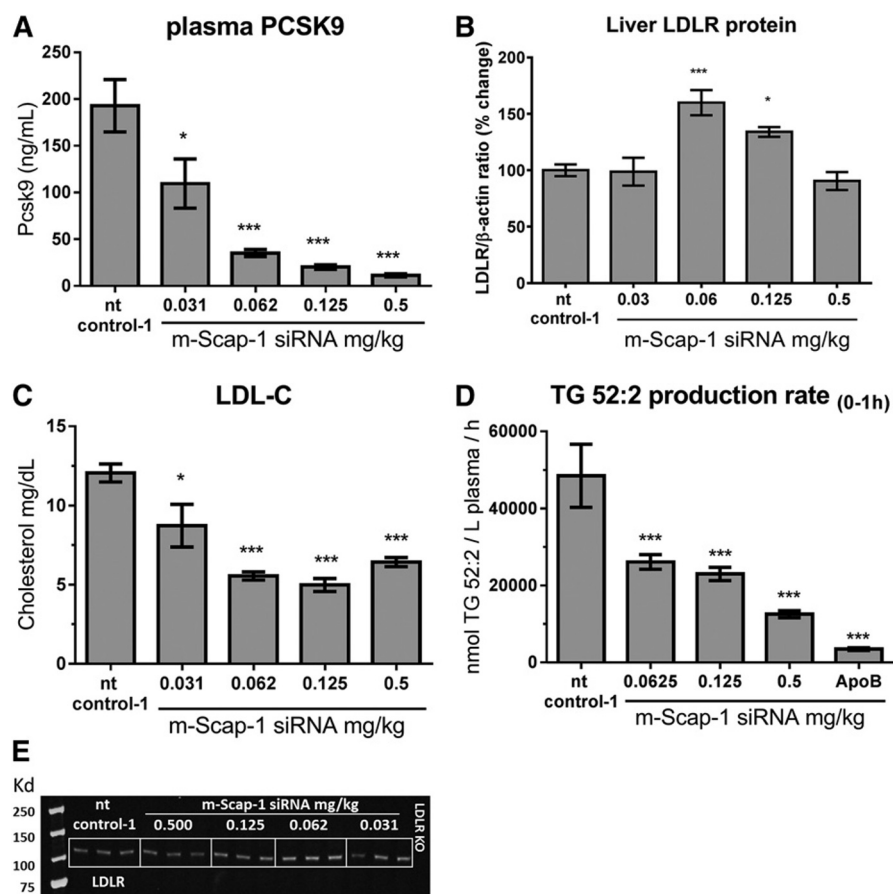 A
plasma PCSK9
Pcsk9 (ng/mL)
250
200
150
100
50
0
* *** *** ***
nt control-1
0.031 0.062 0.125 0.5
m-Scap-1 siRNA mg/kg
B
Liver LDLR protein
LDLR/β-actin ratio (% change)
200
150
100
50
0
*** *
nt control-1
0.03 0.06 0.125 0.5
m-Scap-1 siRNA mg/kg
C
LDL-C
Cholesterol mg/dL
15
10
5
0
* *** *** ***
nt control-1
0.031 0.062 0.125 0.5
m-Scap-1 siRNA mg/kg
D
TG 52:2 production rate (0-1h)
nmol TG 52:2 / L plasma / h
60000
40000
20000
0
*** *** *** ***
nt control-1
0.0625 0.125 0.5 ApoB
m-Scap-1 siRNA mg/kg
E
Kd
250
150
100
75
nt control-1
m-Scap-1 siRNA mg/kg
0.500 0.125 0.062 0.031
LDLR KO
LDLR